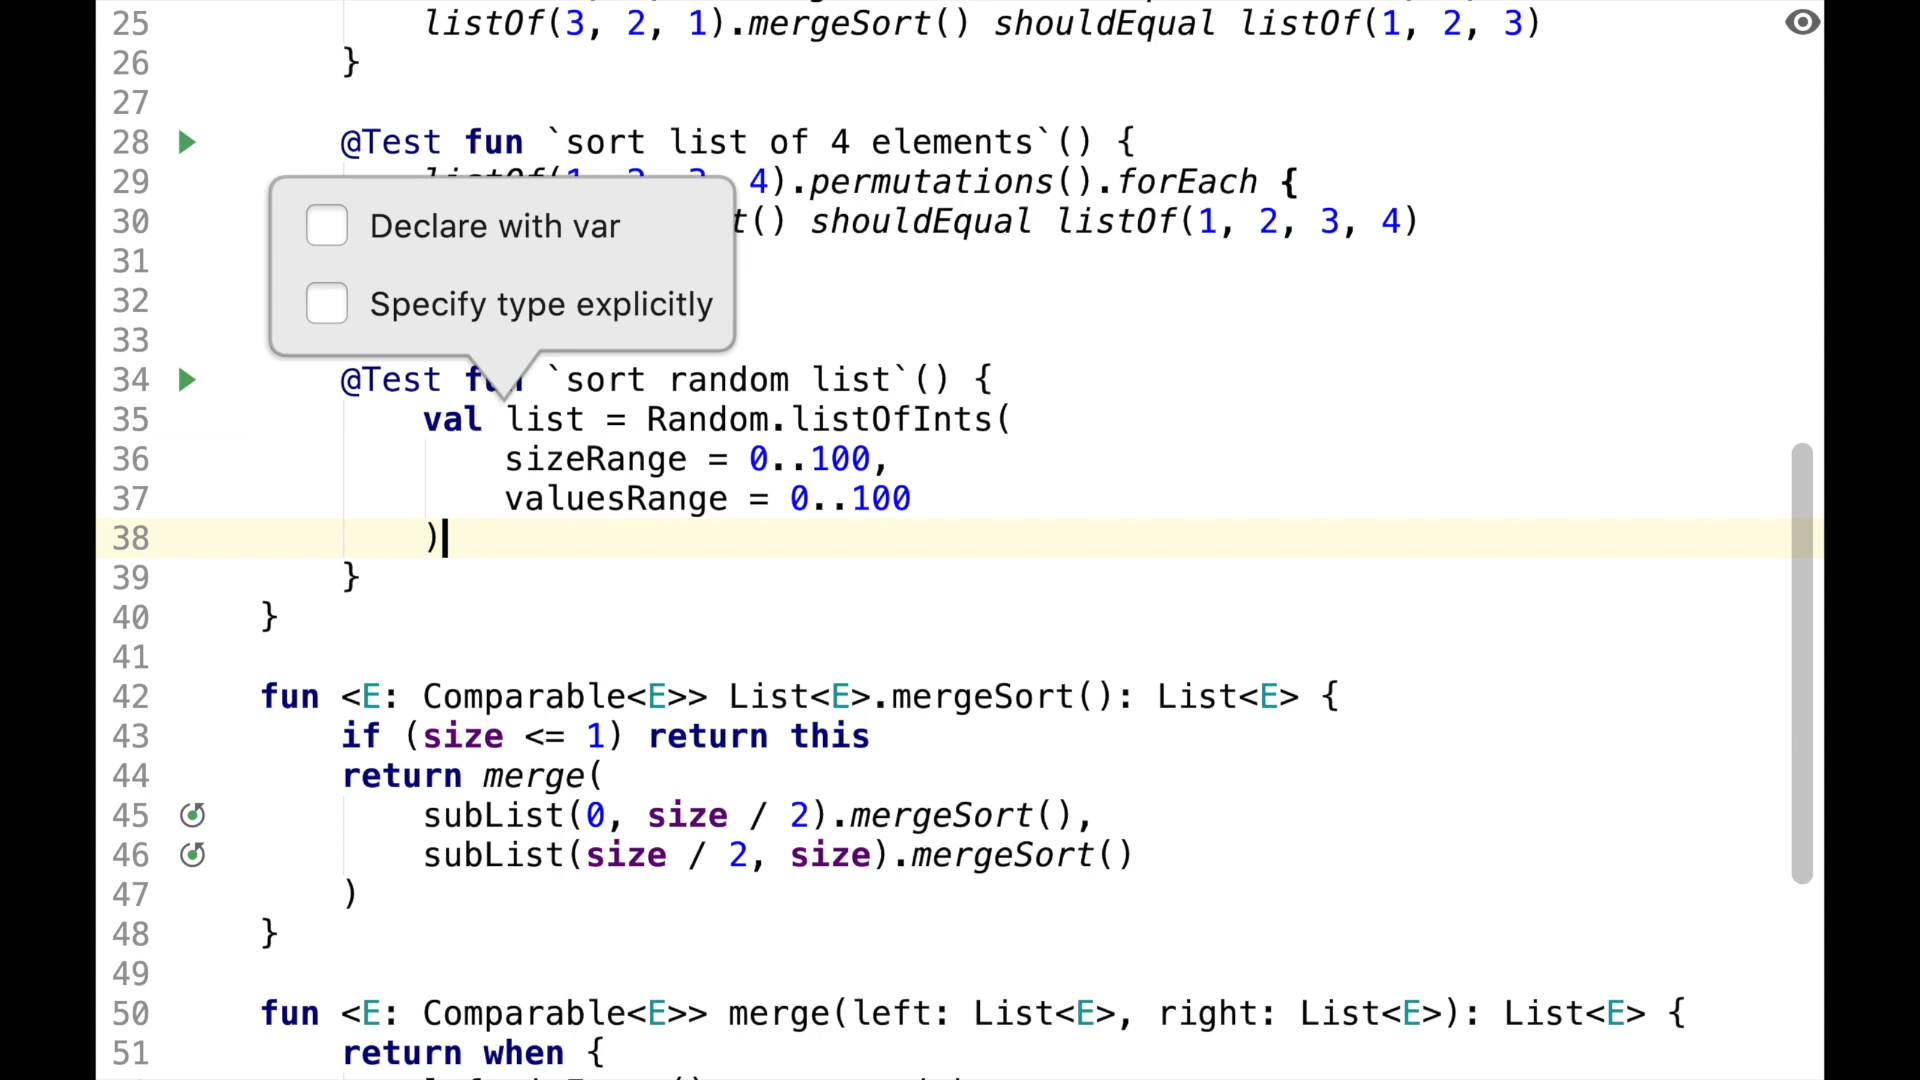 25 listOf(3, 2, 1).mergeSort() shouldEqual listOf(1, 2, 3)
26 }
27
28 @Test fun `sort list of 4 elements`() {
29 4).permutations().forEach {
30 t() shouldEqual listOf(1, 2, 3, 4)
31
32
33
Declare with var
Specify type explicitly
34 @Test fun `sort random list`() {
35 val list = Random.listOfInts(
36 sizeRange = 0..100,
37 valuesRange = 0..100
38 )
39 }
40 }
41
42 fun <E: Comparable<E>> List<E>.mergeSort(): List<E> {
43 if (size <= 1) return this
44 return merge(
45 subList(0, size / 2).mergeSort(),
46 subList(size / 2, size).mergeSort()
47 )
48 }
49
50 fun <E: Comparable<E>> merge(left: List<E>, right: List<E>): List<E> {
51 return when {